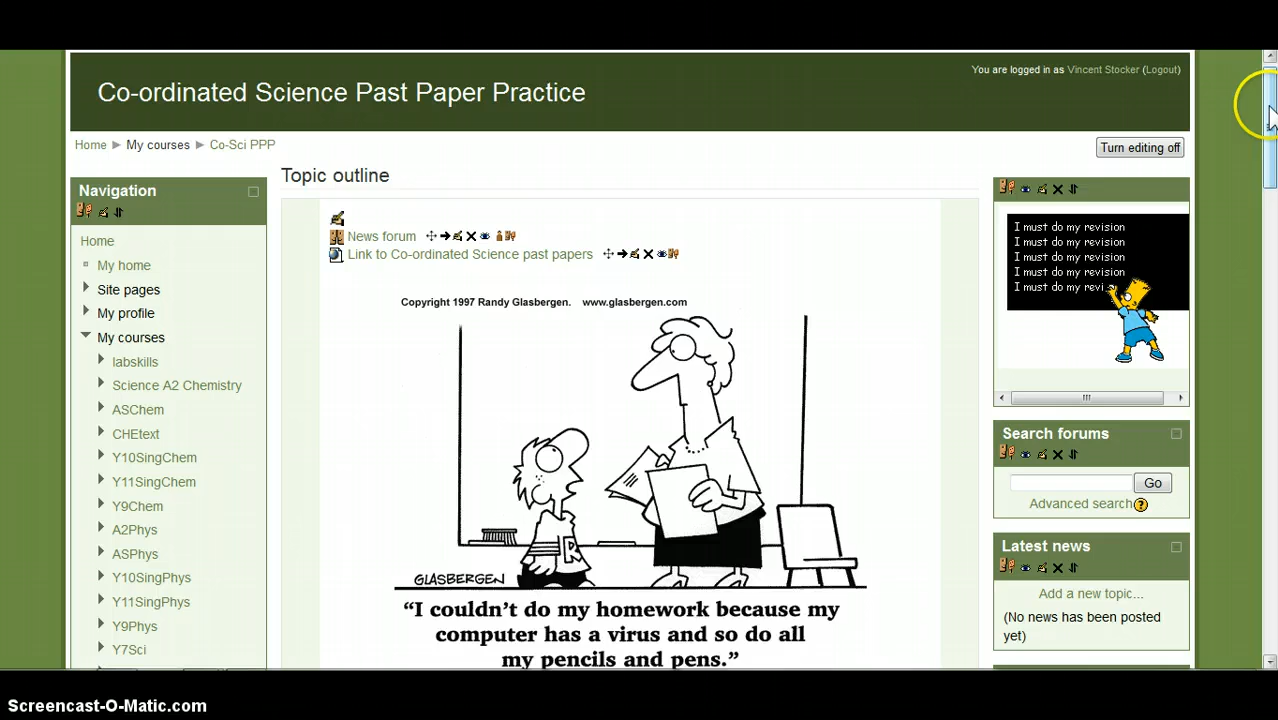 You are logged in as Vincent Stocker (Logout)
Co-ordinated Science Past Paper Practice
Home My courses Co-Sci PPP
Turn editing off
Navigation
Home
My home
Site pages
My profile
My courses
labskills
Science A2 Chemistry
ASChem
CHEtext
Y10SingChem
Y11SingChem
Y9Chem
A2Phys
ASPhys
Y10SingPhys
Y11SingPhys
Y9Phys
Y7Sci
Topic outline
News forum
Link to Co-ordinated Science past papers
Copyright 1997 Randy Glasbergen. www.glasbergen.com
R
GLASBERGEN
“I couldn’t do my homework because my
computer has a virus and so do all
my pencils and pens.”
I must do my revision
I must do my revision
I must do my revision
I must do my revision
I must do my revi
Search forums
Go
Advanced search
Latest news
Add a new topic...
(No news has been posted
yet)
Screencast-O-Matic.com